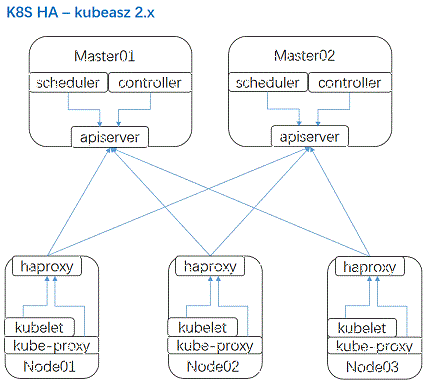 K8S HA – kubeasz 2.x
Master01
Master02
scheduler controller
scheduler controller
apiserver
apiserver
haproxy
haproxy
haproxy
kubelet
kubelet
kubelet
kube-proxy
kube-proxy
kube-proxy
Node01
Node02
Node03